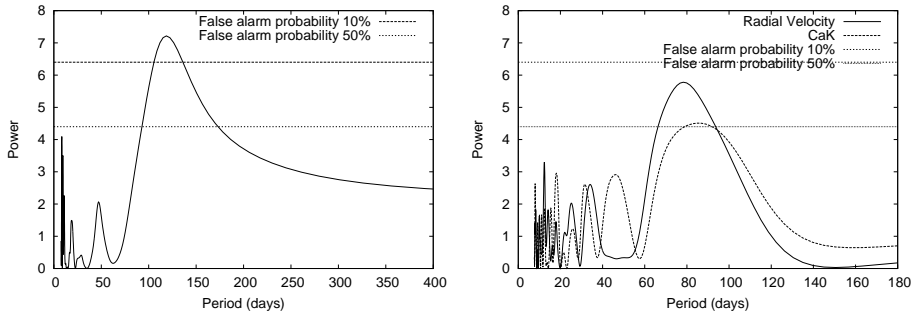 False alarm probability 10%
False alarm probability 50%
8
7
6
5
4
3
2
1
0
Power
0 50 100 150 200 250 300 350 400
Period (days)
Radial Velocity
CaK
False alarm probability 10%
False alarm probability 50%
8
7
6
5
4
3
2
1
0
Power
0 20 40 60 80 100 120 140 160 180
Period (days)